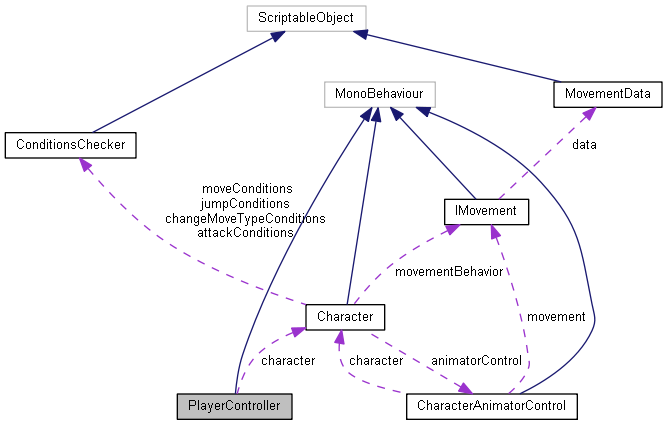 ScriptableObject
MonoBehaviour
MovementData
ConditionsChecker
data
moveConditions
jumpConditions
changeMoveTypeConditions
attackConditions
IMovement
movementBehavior
Character
movement
character
character
animatorControl
PlayerController
CharacterAnimatorControl